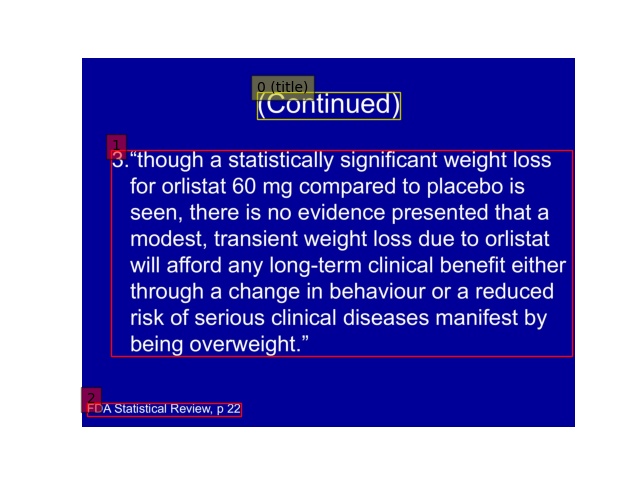 0 (title)
(Continued)
1
3.“though a statistically significant weight loss
for orlistat 60 mg compared to placebo is
seen, there is no evidence presented that a
modest, transient weight loss due to orlistat
will afford any long-term clinical benefit either
through a change in behaviour or a reduced
risk of serious clinical diseases manifest by
being overweight.”
2
FDA Statistical Review, p 22